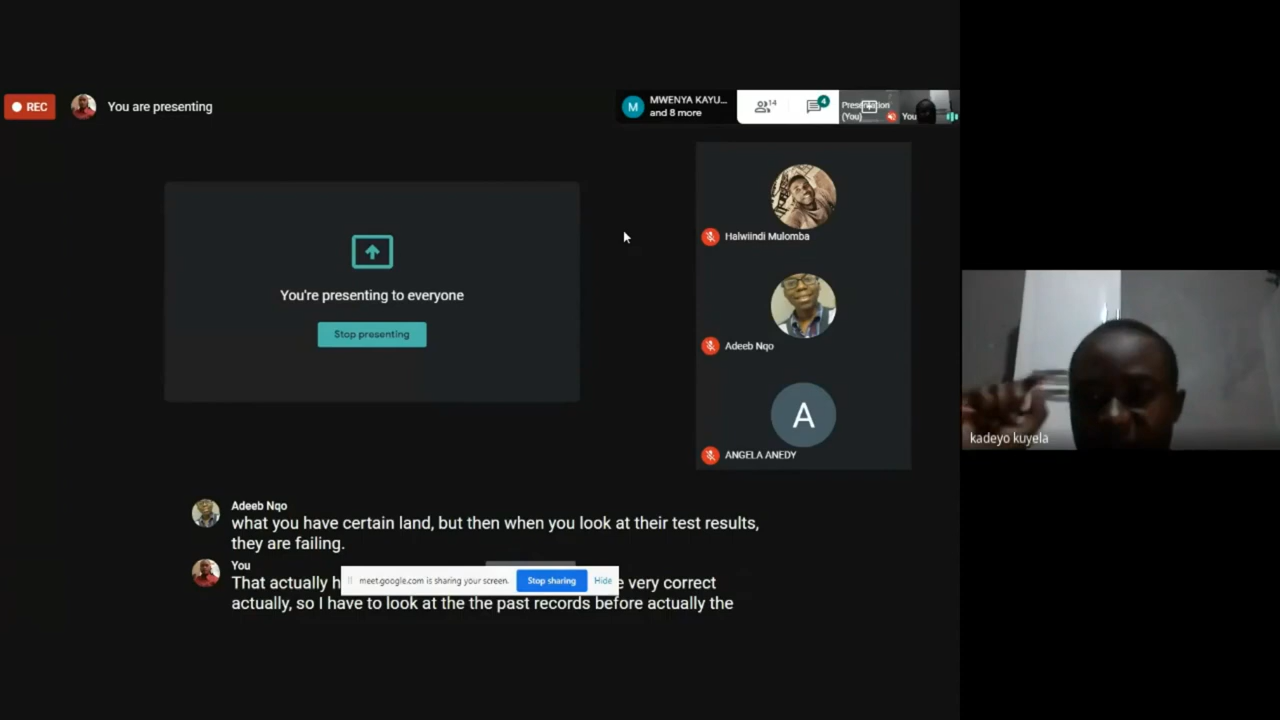 REC
You are presenting
M
MWENYA KAYU...
and 8 more
14
4
Presentation
(You)
You
You're presenting to everyone
Stop presenting
Halwiindi Mulomba
Adeeb Nqo
A
ANGELA ANEDY
kadeyo kuyela
Adeeb Nqo
what you have certain land, but then when you look at their test results,
they are failing.
You
That actually h
meet.google.com is sharing your screen.
Stop sharing
Hide
very correct
actually, so I have to look at the the past records before actually the